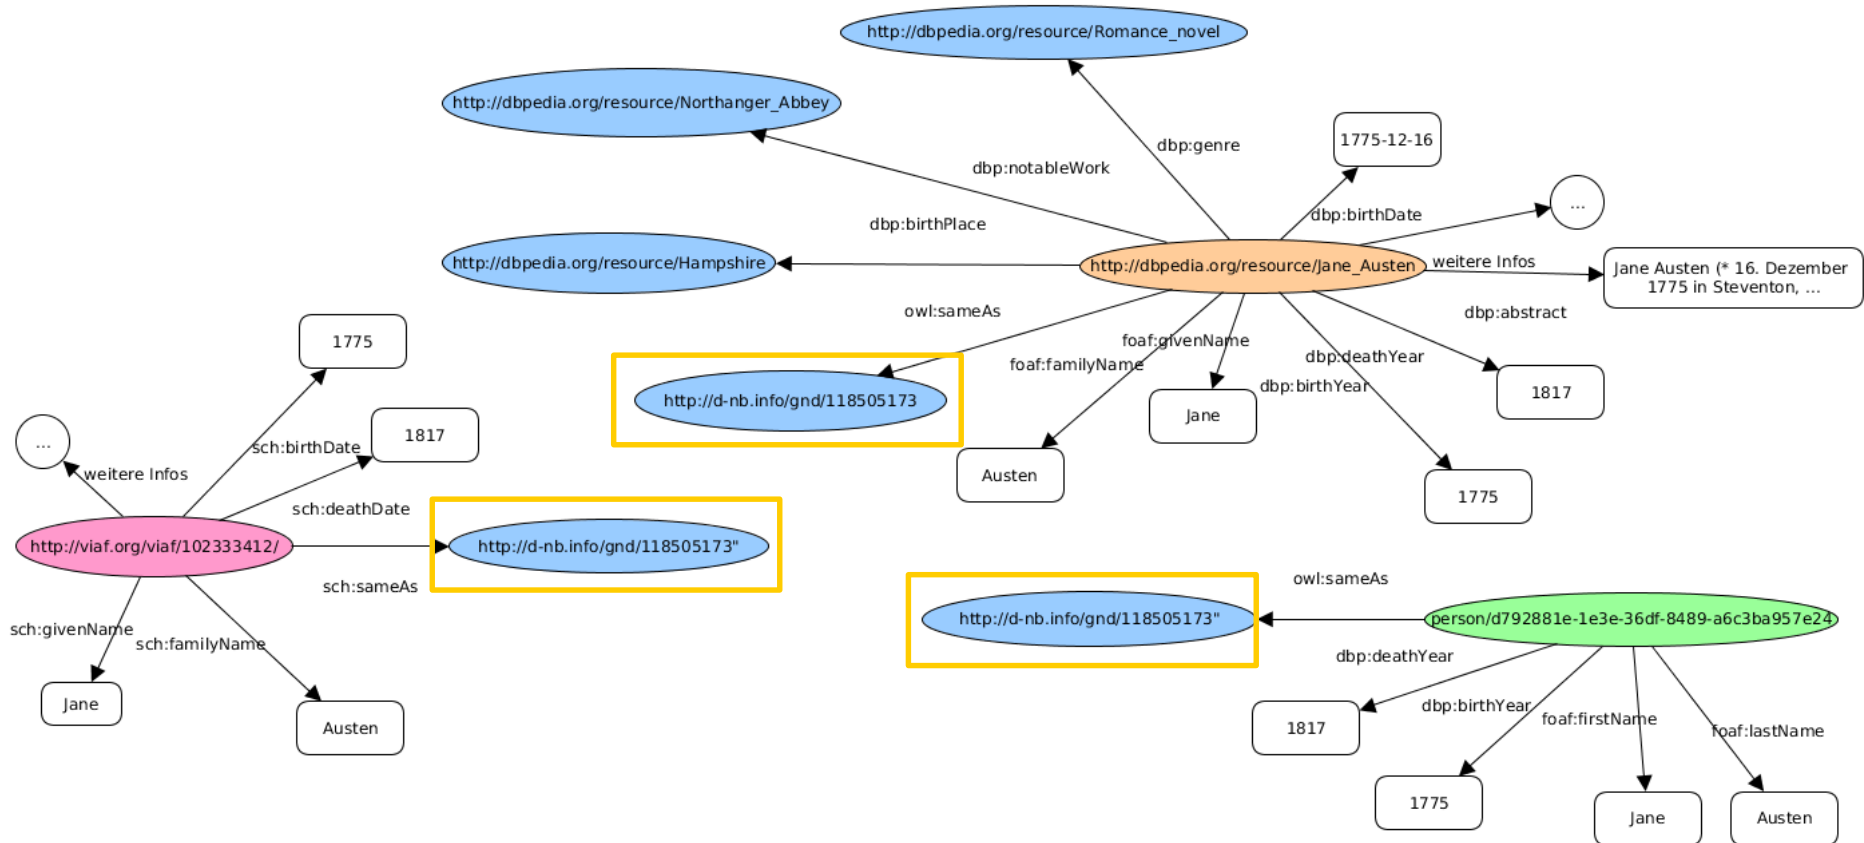 http://dbpedia.org/resource/Romance_novel
http://dbpedia.org/resource/Northanger_Abbey
dbp:genre
1775-12-16
dbp:notableWork
...
dbp:birthDate
dbp:birthPlace
http://dbpedia.org/resource/Hampshire
http://dbpedia.org/resource/Jane_Austen
weitere Infos
Jane Austen (* 16. Dezember
1775 in Steventon, ...
owl:sameAs
dbp:abstract
foaf:givenName
foaf:familyName
dbp:deathYear
dbp:birthYear
http://d-nb.info/gnd/118505173
Jane
1817
Austen
1775
1775
1817
...
sch:birthDate
weitere Infos
sch:deathDate
http://viaf.org/viaf/102333412/
http://d-nb.info/gnd/118505173"
sch:sameAs
sch:givenName
sch:familyName
Jane
Austen
owl:sameAs
http://d-nb.info/gnd/118505173"
person/d792881e-1e3e-36df-8489-a6c3ba957e24
dbp:deathYear
dbp:birthYear
foaf:firstName
foaf:lastName
1817
1775
Jane
Austen